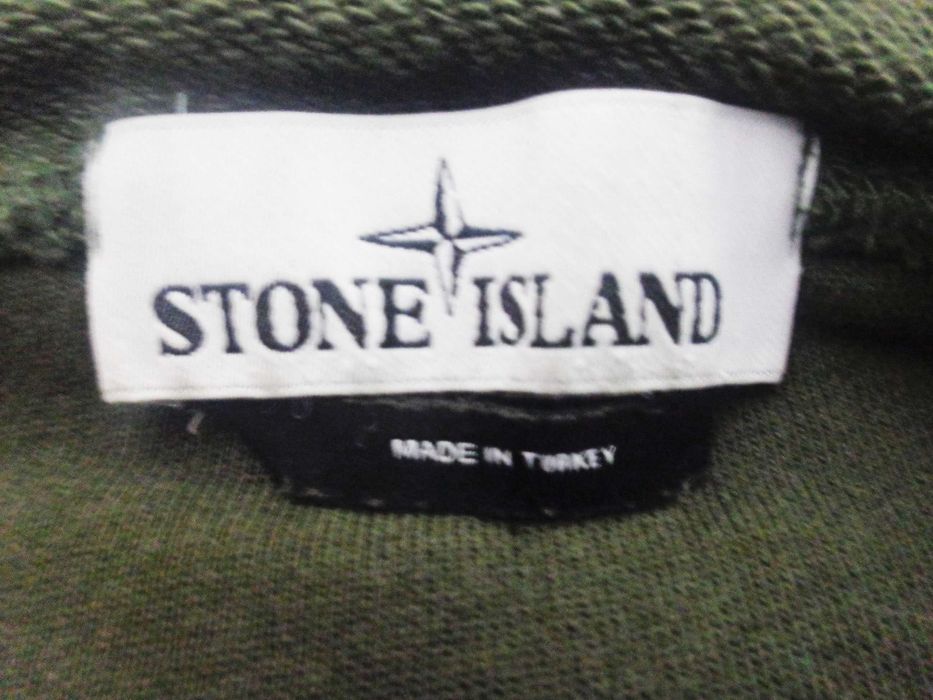 STONE ISLAND
MADE IN TURKEY